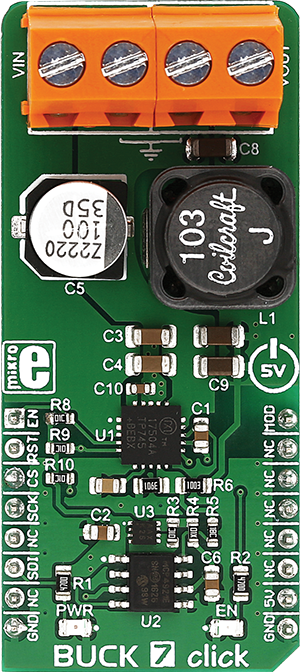 VIN
VOUT
C8
Z2220
100
35D
C5
103
Coilcraft
J
L1
C3
C4
C9
5V
mikro
e
C10
R8
R9
R10
U1
C1
EN
RST
CS
SCK
NC
SDI
NC
GND
MOD
NC
NC
NC
NC
NC
5V
GND
R6
1003
C2
U3
R3
R4
R5
C6
R2
R1
PWR
U2
EN
BUCK 7 click